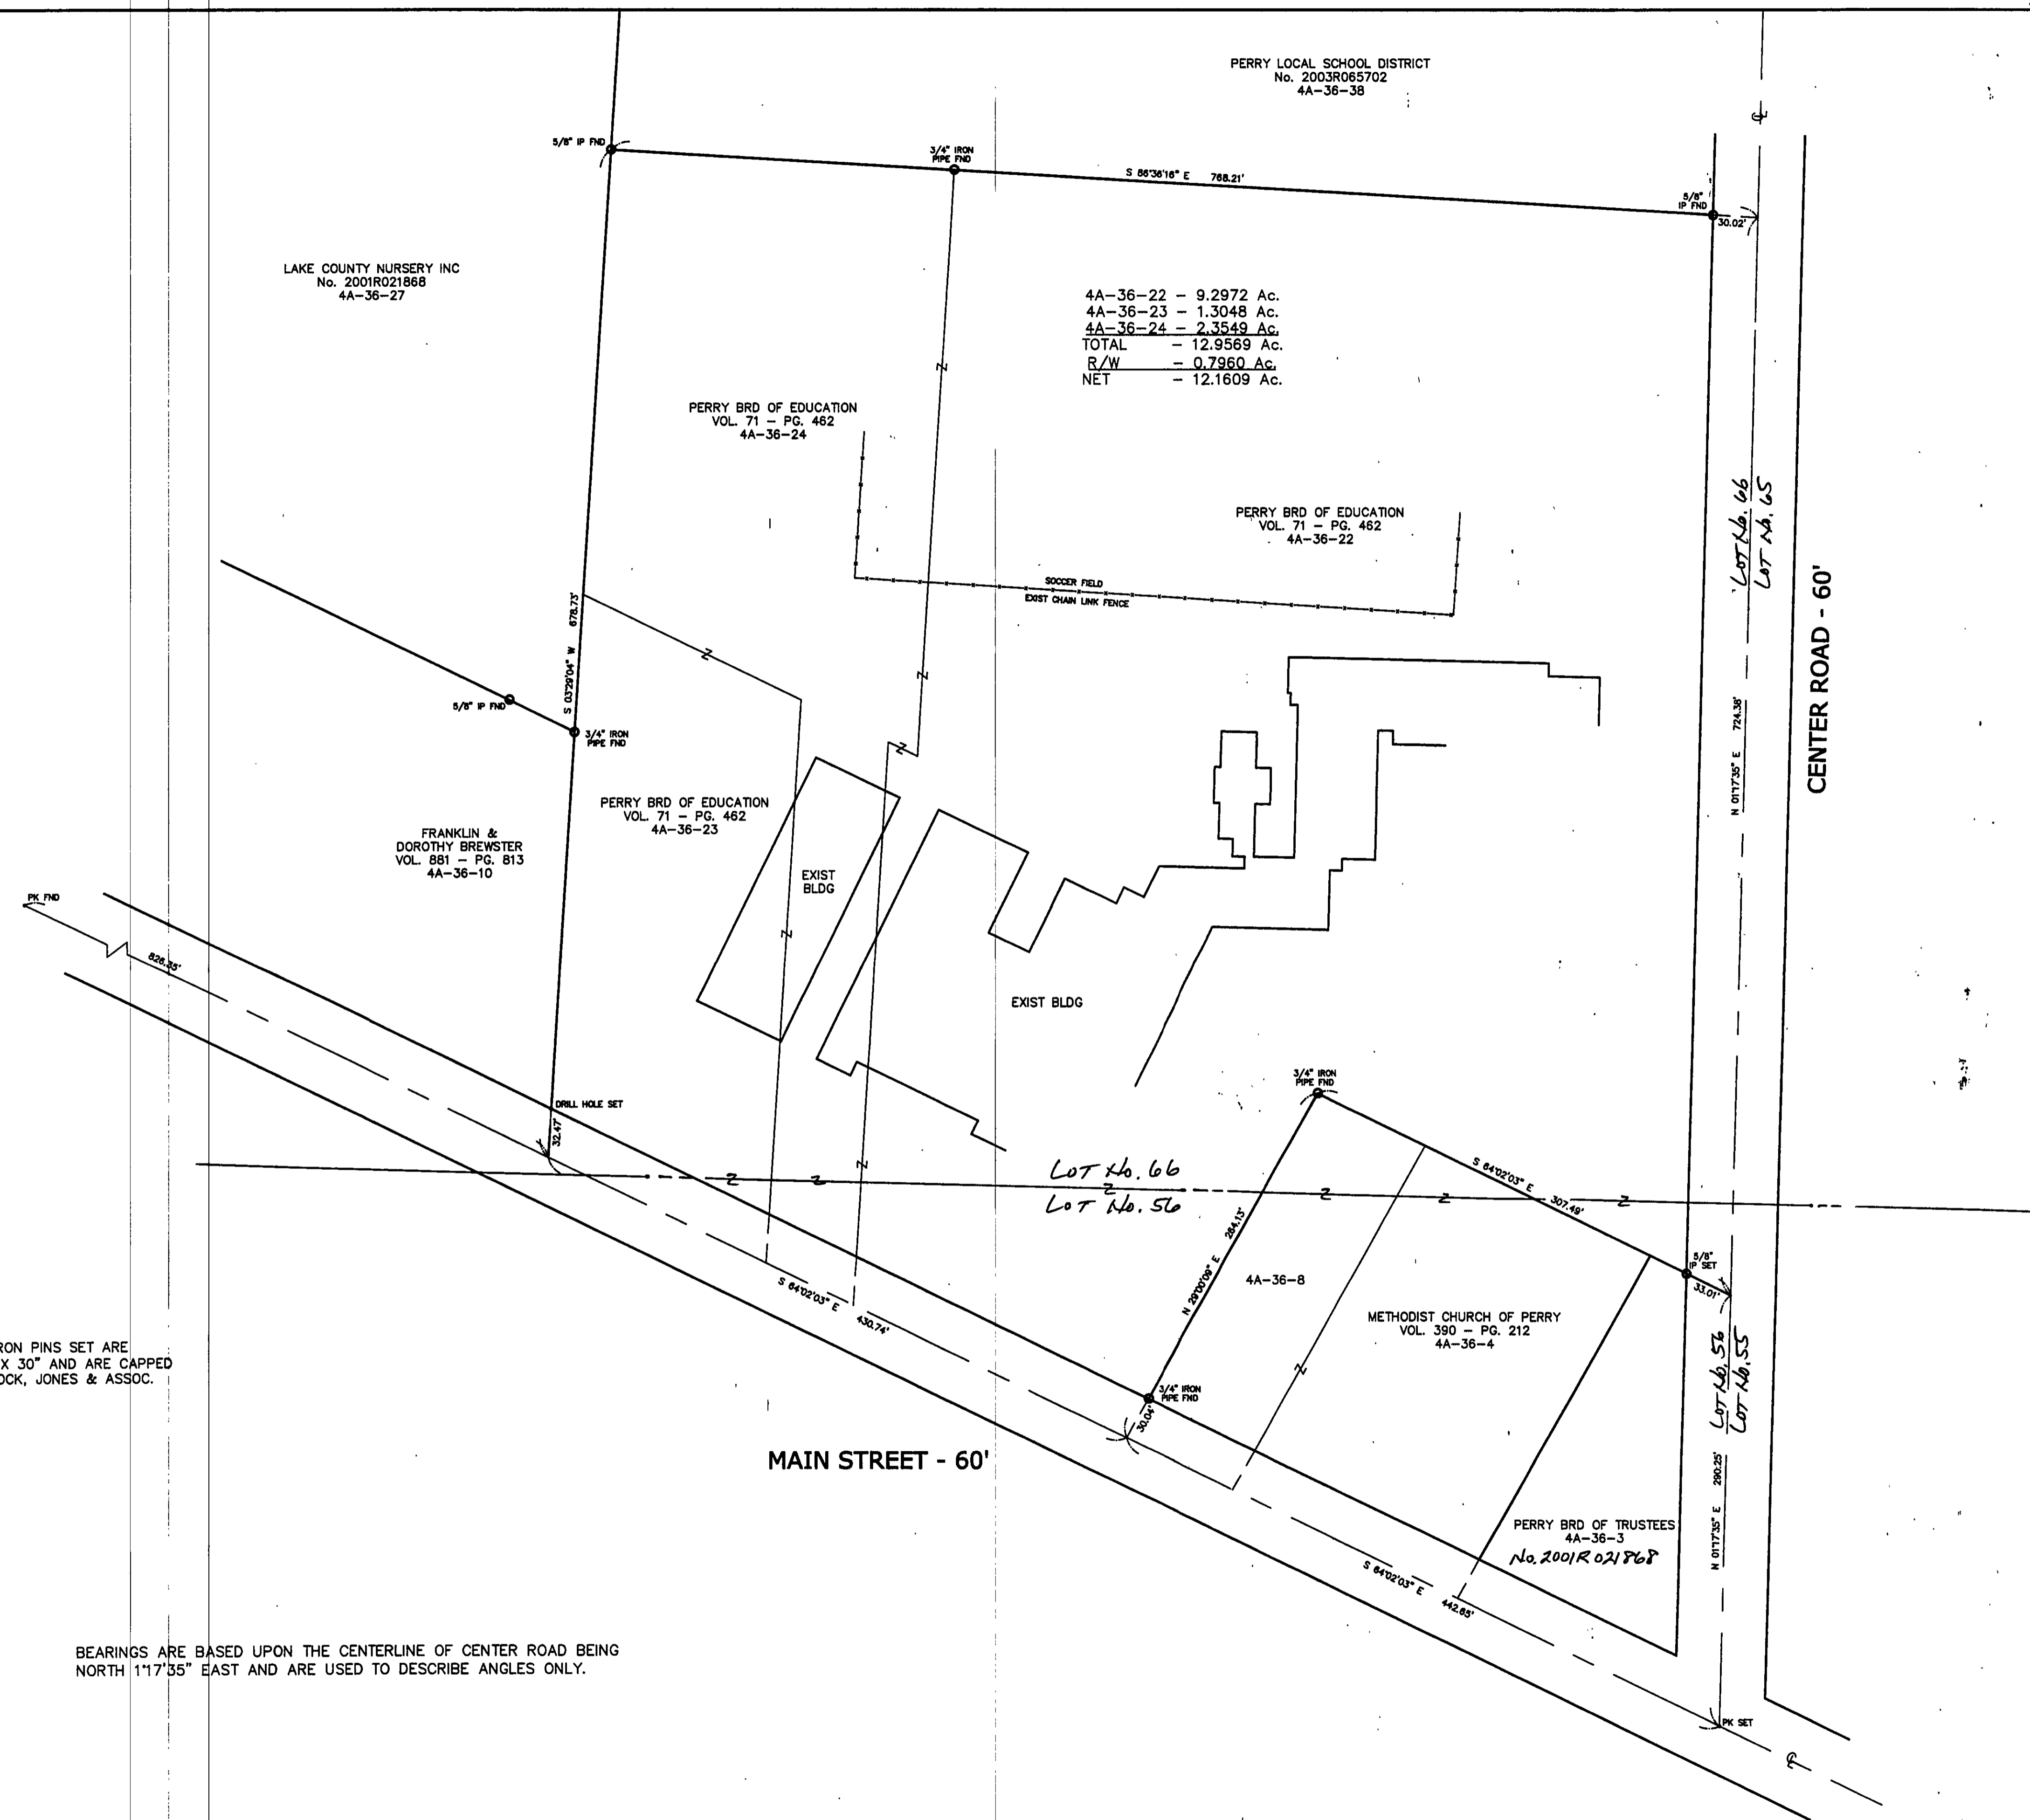 PERRY LOCAL SCHOOL DISTRICT
No. 2003R065702
4A-36-38
5/8" IP FND
3/4" IRON
PIPE FND
S 86°36'16" E 768.21'
5/8"
IP FND
30.02'
LAKE COUNTY NURSERY INC
No. 2001R021868
4A-36-27
4A-36-22 - 9.2972 Ac.
4A-36-23 - 1.3048 Ac.
4A-36-24 - 2.3549 Ac.
TOTAL - 12.9569 Ac.
R/W - 0.7960 Ac.
NET - 12.1609 Ac.
PERRY BRD OF EDUCATION
VOL. 71 - PG. 462
4A-36-24
PERRY BRD OF EDUCATION
VOL. 71 - PG. 462
4A-36-22
LOT No. 66
LOT No. 65
SOCCER FIELD
EXIST CHAIN LINK FENCE
CENTER ROAD - 60'
S 03°29'04" W 678.73'
5/8" IP FND
3/4" IRON
PIPE FND
N 01°17'35" E 724.38'
PERRY BRD OF EDUCATION
VOL. 71 - PG. 462
4A-36-23
FRANKLIN &
DOROTHY BREWSTER
VOL. 881 - PG. 813
4A-36-10
EXIST
BLDG
PK FND
826.35'
EXIST BLDG
3/4" IRON
PIPE FND
DRILL HOLE SET
32.47'
LOT No. 66
LOT No. 56
S 64°02'03" E 307.49'
N 29°00'09" E 264.13'
5/8"
IP SET
33.01'
4A-36-8
S 64°02'03" E 430.74'
METHODIST CHURCH OF PERRY
VOL. 390 - PG. 212
4A-36-4
LOT No. 56
LOT No. 55
RON PINS SET ARE
X 30" AND ARE CAPPED
OCK, JONES & ASSOC.
3/4" IRON
PIPE FND
30.04'
MAIN STREET - 60'
N 01°17'35" E 290.25'
PERRY BRD OF TRUSTEES
4A-36-3
No. 2001R021868
S 64°02'03" E 442.65'
BEARINGS ARE BASED UPON THE CENTERLINE OF CENTER ROAD BEING
NORTH 1°17'35" EAST AND ARE USED TO DESCRIBE ANGLES ONLY.
PK SET